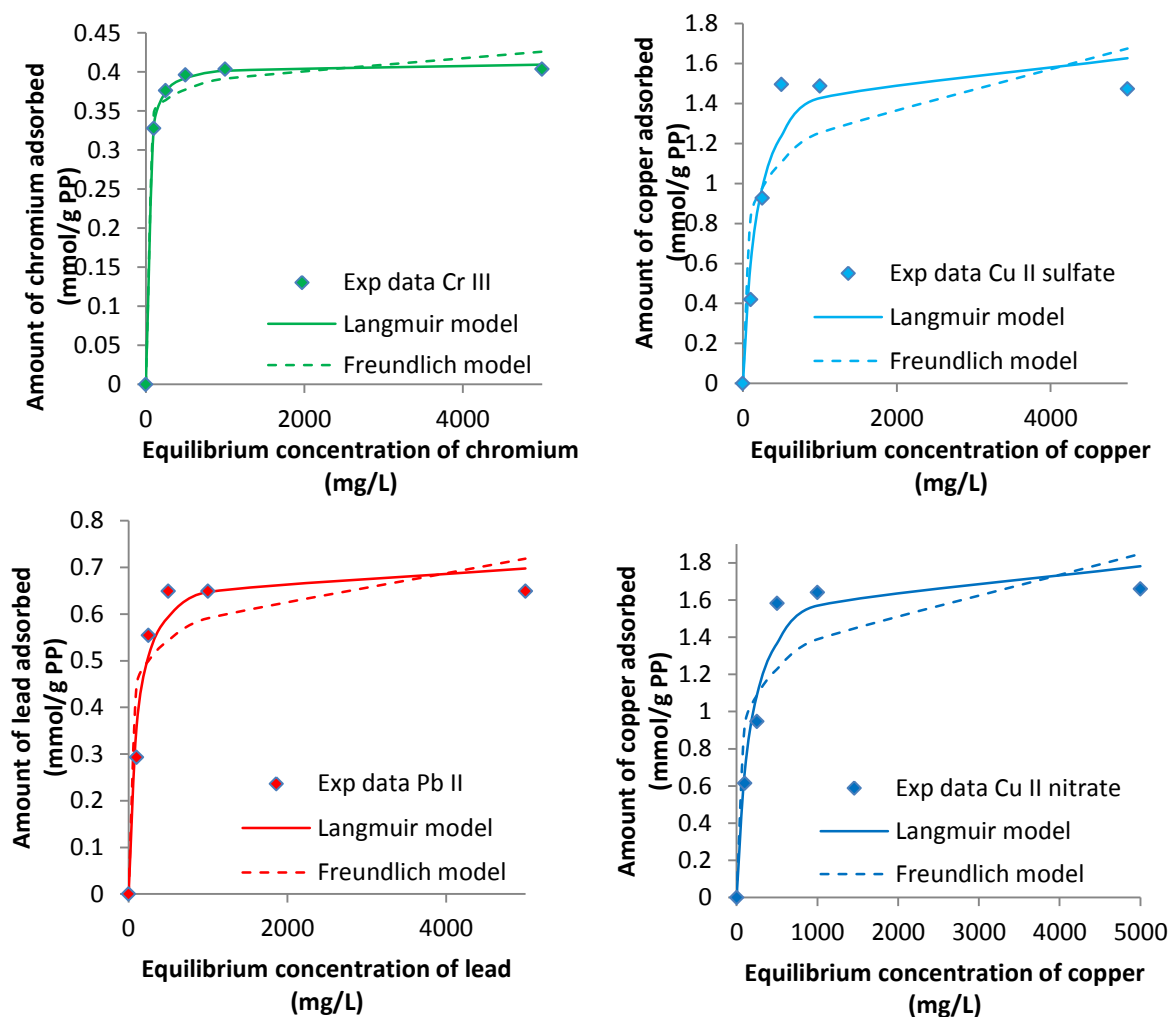 Amount of chromium adsorbed
(mmol/g PP)
0.45
0.4
0.35
0.3
0.25
0.2
0.15
0.1
0.05
0
Exp data Cr III
Langmuir model
Freundlich model
0 2000 4000
Equilibrium concentration of chromium
(mg/L)
Amount of copper adsorbed
(mmol/g PP)
1.8
1.6
1.4
1.2
1
0.8
0.6
0.4
0.2
0
Exp data Cu II sulfate
Langmuir model
Freundlich model
0 2000 4000
Equilibrium concentration of copper
(mg/L)
Amount of lead adsorbed
(mmol/g PP)
0.8
0.7
0.6
0.5
0.4
0.3
0.2
0.1
0
Exp data Pb II
Langmuir model
Freundlich model
0 2000 4000
Equilibrium concentration of lead
(mg/L)
Amount of copper adsorbed
(mmol/g PP)
1.8
1.6
1.4
1.2
1
0.8
0.6
0.4
0.2
0
Exp data Cu II nitrate
Langmuir model
Freundlich model
0 1000 2000 3000 4000 5000
Equilibrium concentration of copper
(mg/L)